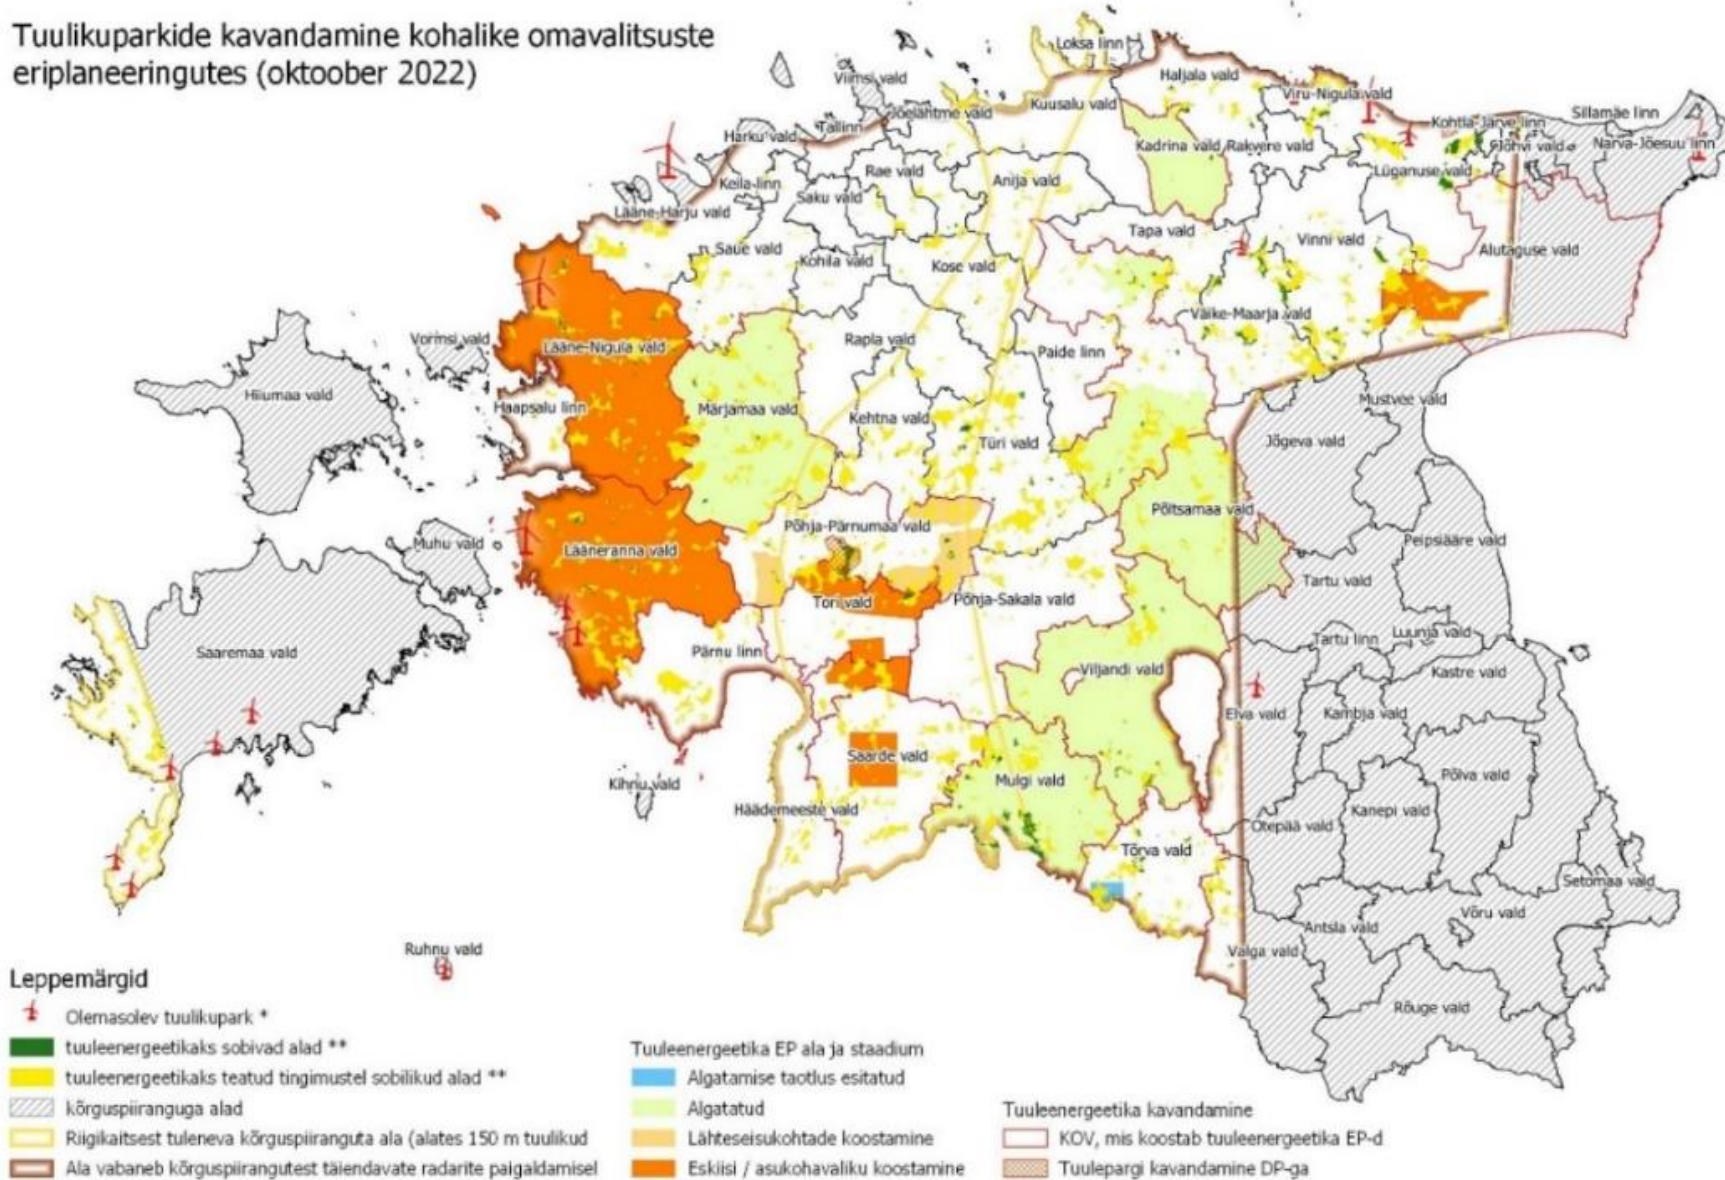 Tuulikuparkide kavandamine kohalike omavalitsuste
eriplaneeringutes (oktoober 2022)
Loksa linn
Viimsi vald
Haljala vald
Viru-Nigula vald
Kuusalu vald
Jõelähtme vald
Sillamäe linn
Harku vald
Tallinn
Kohtla-Järve linn
Kadrina vald
Rakvere vald
Jõhvi vald
Narva-Jõesuu linn
Keila linn
Rae vald
Anija vald
Lüganuse vald
Saku vald
Lääne-Harju vald
Tapa vald
Vinni vald
Saue vald
Kohila vald
Kose vald
Alutaguse vald
Väike-Maarja vald
Vormsi vald
Lääne-Nigula vald
Rapla vald
Paide linn
Hiiumaa vald
Haapsalu linn
Märjamaa vald
Kehtna vald
Mustvee vald
Türi vald
Jõgeva vald
Põhja-Pärnumaa vald
Põltsamaa vald
Muhu vald
Lääneranna vald
Peipsiääre vald
Tartu vald
Tori vald
Põhja-Sakala vald
Saaremaa vald
Pärnu linn
Tartu linn
Luunja vald
Viljandi vald
Kastre vald
Elva vald
Kambja vald
Saarde vald
Kihnu vald
Mulgi vald
Põlva vald
Häädemeeste vald
Otepää vald
Kanepi vald
Tõrva vald
Setomaa vald
Antsla vald
Võru vald
Ruhnu vald
Valga vald
Rõuge vald
Leppemärgid
Olemasolev tuulikupark *
tuuleenergeetikaks sobivad alad **
tuuleenergeetikaks teatud tingimustel sobilikud alad **
kõrguspiiranguga alad
Riigikaitsest tuleneva kõrguspiiranguta ala (alates 150 m tuulikud
Ala vabaneb kõrguspiirangutest täiendavate radarite paigaldamisel
Tuuleenergeetika EP ala ja staadium
Algatamise taotlus esitatud
Algatatud
Lähteseisukohtade koostamine
Eskiisi / asukohavaliku koostamine
Tuuleenergeetika kavandamine
KOV, mis koostab tuuleenergeetika EP-d
Tuulepargi kavandamine DP-ga